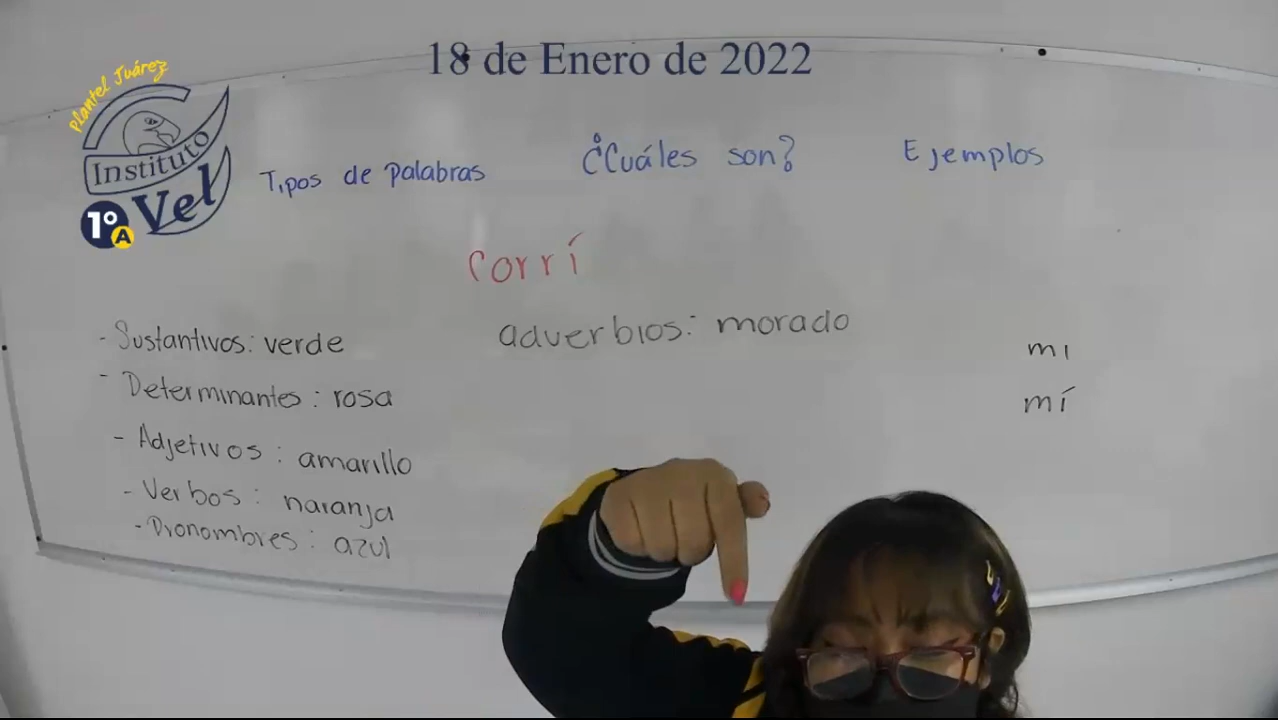 18 de Enero de 2022
Plantel Juárez
Instituto
Vel
1º A
Tipos de palabras
¿Cuáles son?
Ejemplos
Corrí
- Sustantivos: verde
- Determinantes: rosa
- Adjetivos: amarillo
- Verbos: naranja
- Pronombres: azul
adverbios: morado
mi
mí